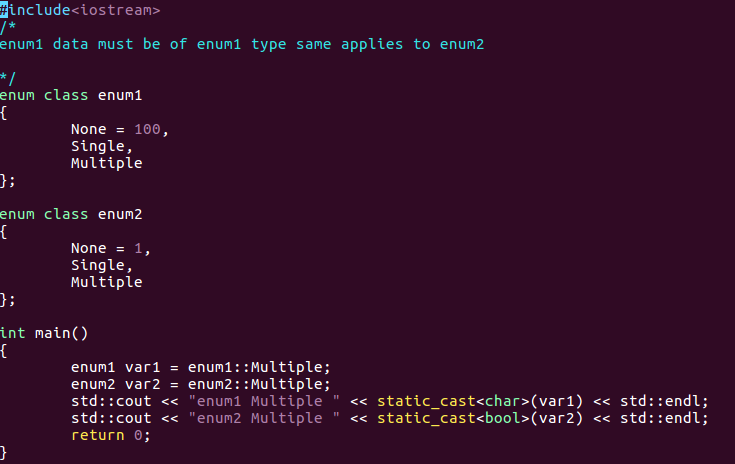 #include<iostream>
/*
enum1 data must be of enum1 type same applies to enum2
*/
enum class enum1
{
None = 100,
Single,
Multiple
};
enum class enum2
{
None = 1,
Single,
Multiple
};
int main()
{
enum1 var1 = enum1::Multiple;
enum2 var2 = enum2::Multiple;
std::cout << "enum1 Multiple " << static_cast<char>(var1) << std::endl;
std::cout << "enum2 Multiple " << static_cast<bool>(var2) << std::endl;
return 0;
}